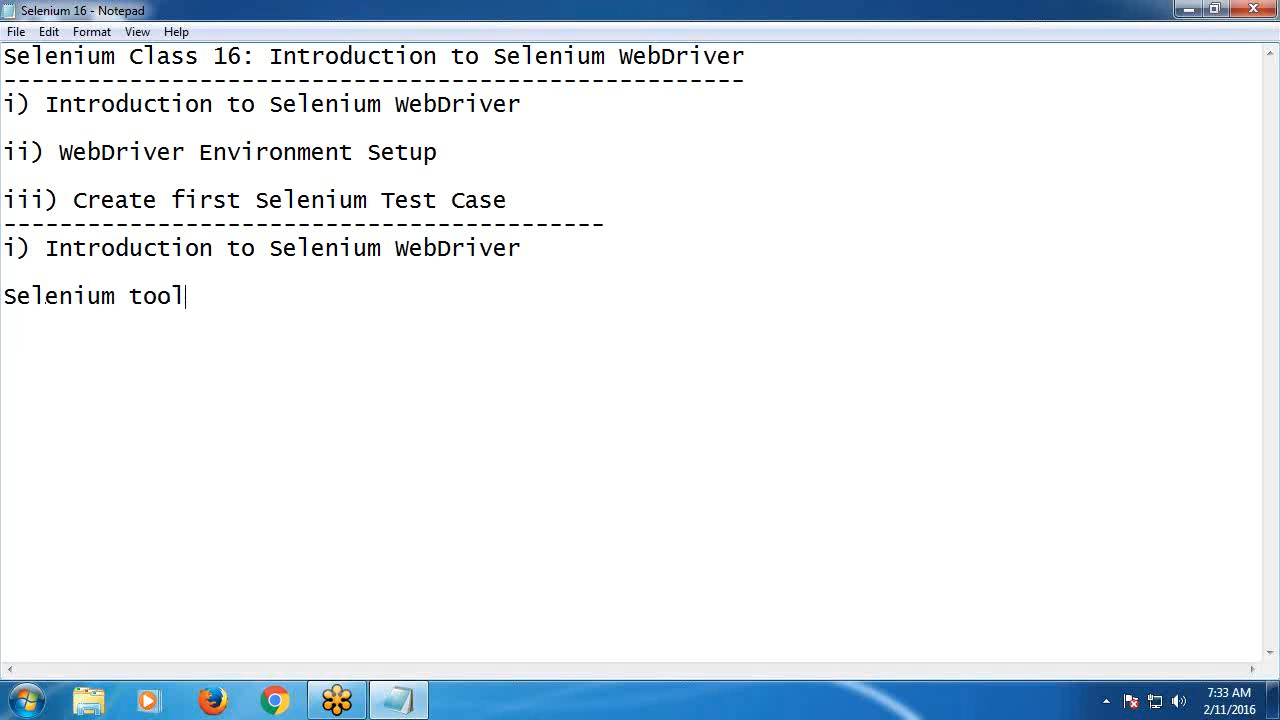 Selenium 16 - Notepad
File Edit Format View Help
Selenium Class 16: Introduction to Selenium WebDriver
-----------------------------------------------------
i) Introduction to Selenium WebDriver
ii) WebDriver Environment Setup
iii) Create first Selenium Test Case
-------------------------------------------
i) Introduction to Selenium WebDriver
Selenium tool
7:33 AM
2/11/2016